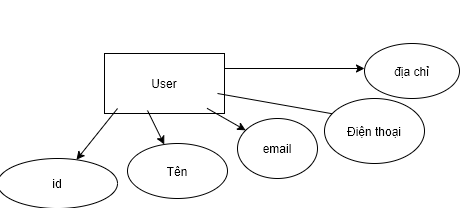 User
địa chỉ
Điện thoại
email
Tên
id